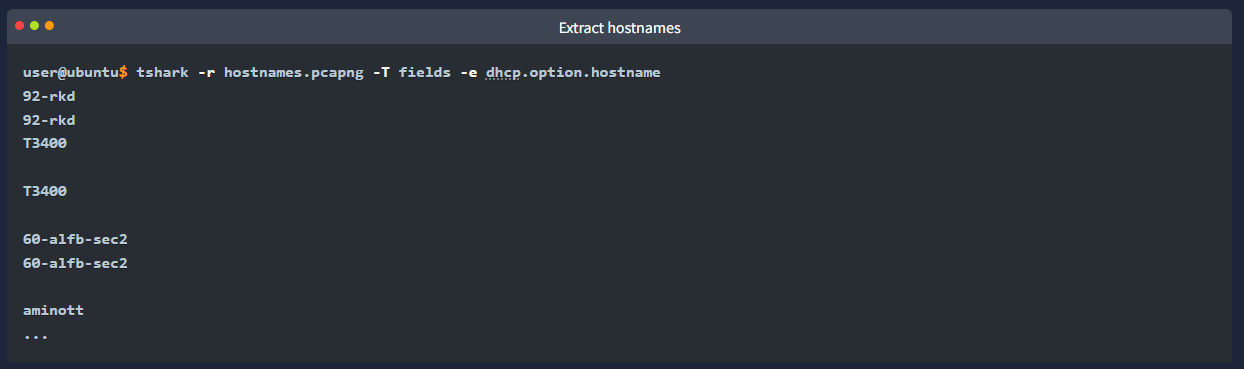 Extract hostnames
user@ubuntu$ tshark -r hostnames.pcapng -T fields -e dhcp.option.hostname
92-rkd
92-rkd
T3400
T3400
60-alfb-sec2
60-alfb-sec2
aminott
...